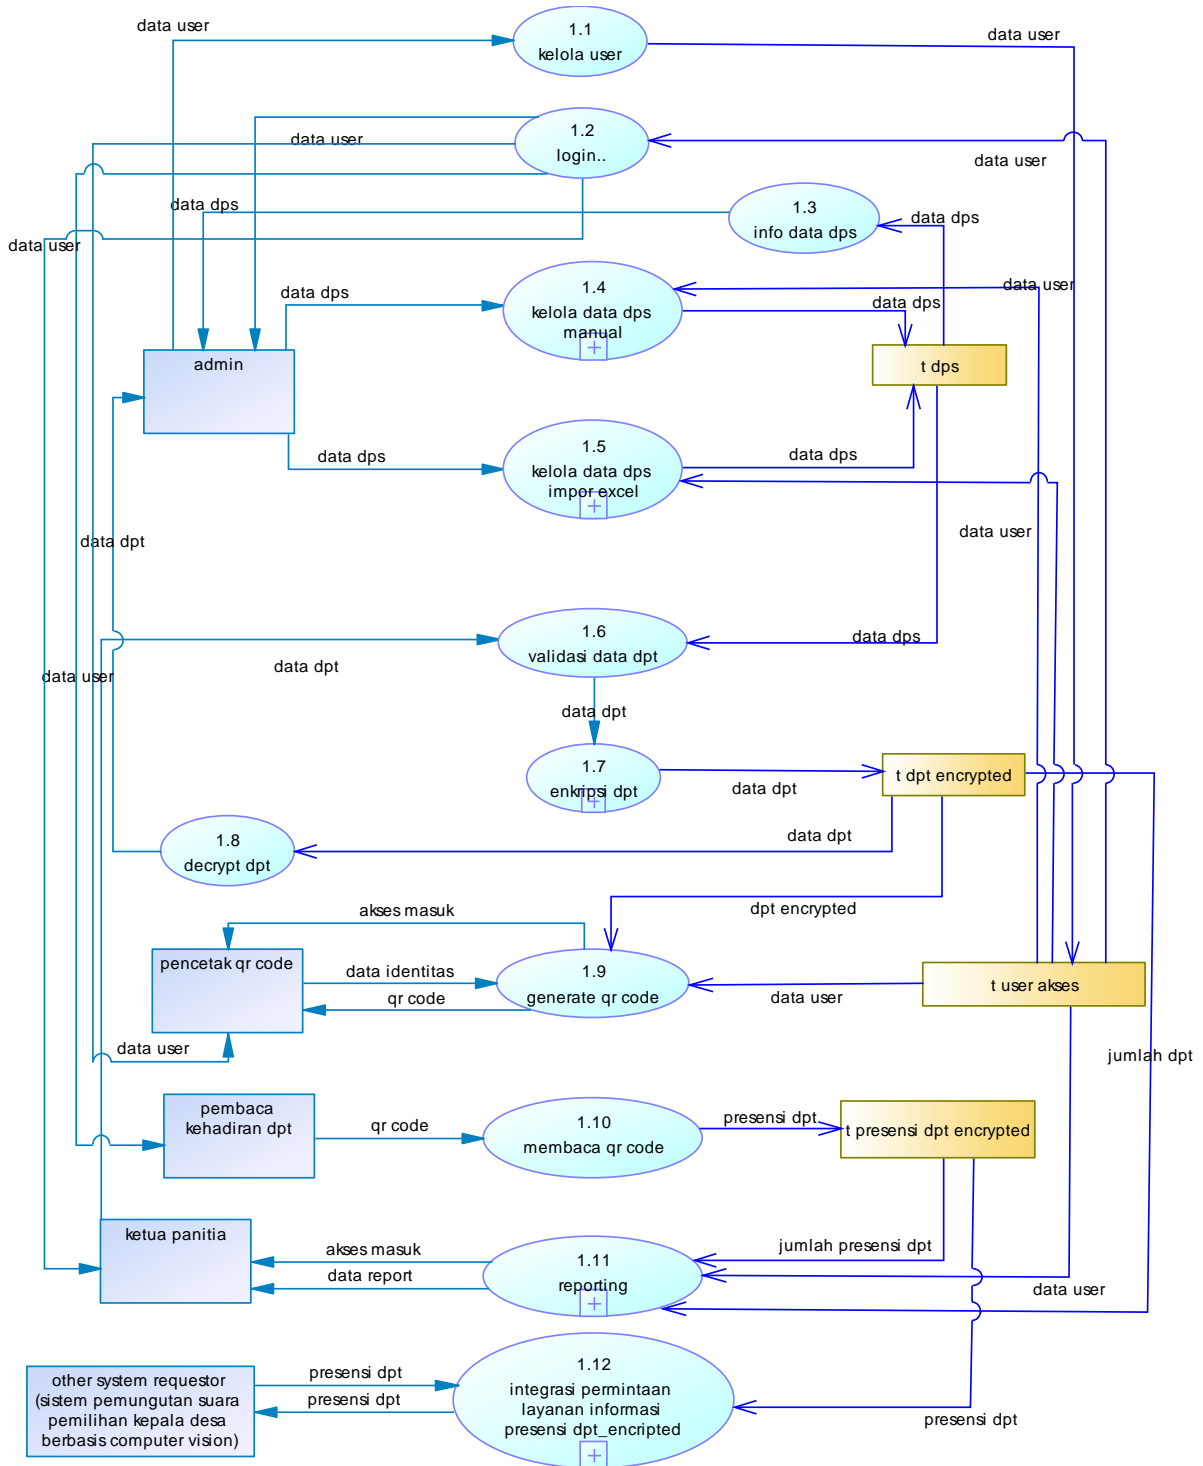 data user
1.1
kelola user
data user
data user
1.2
login..
data user
data dps
1.3
info data dps
data dps
data user
data dps
1.4
kelola data dps
manual
data user
data dps
admin
t dps
data dps
1.5
kelola data dps
impor excel
data dps
data user
data dpt
1.6
validasi data dpt
data dps
data dpt
data user
data dpt
1.7
enkripsi dpt
data dpt
t dpt encrypted
1.8
decrypt dpt
data dpt
akses masuk
dpt encrypted
pencetak qr code
data identitas
qr code
1.9
generate qr code
data user
t user akses
data user
jumlah dpt
pembaca
kehadiran dpt
qr code
1.10
membaca qr code
presensi dpt
t presensi dpt encrypted
ketua panitia
akses masuk
data report
1.11
reporting
jumlah presensi dpt
data user
other system requestor
(sistem pemungutan suara
pemilihan kepala desa
berbasis computer vision)
presensi dpt
presensi dpt
1.12
integrasi permintaan
layanan informasi
presensi dpt_encripted
presensi dpt